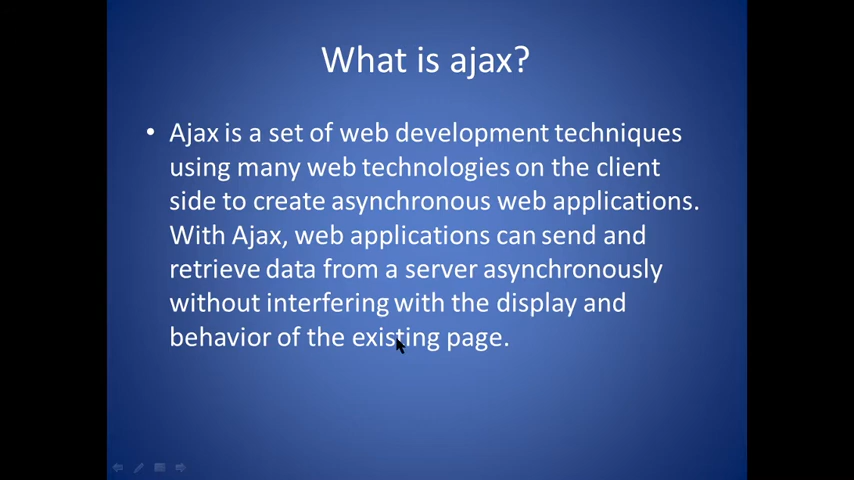 What is ajax?
• Ajax is a set of web development techniques
using many web technologies on the client
side to create asynchronous web applications.
With Ajax, web applications can send and
retrieve data from a server asynchronously
without interfering with the display and
behavior of the existing page.